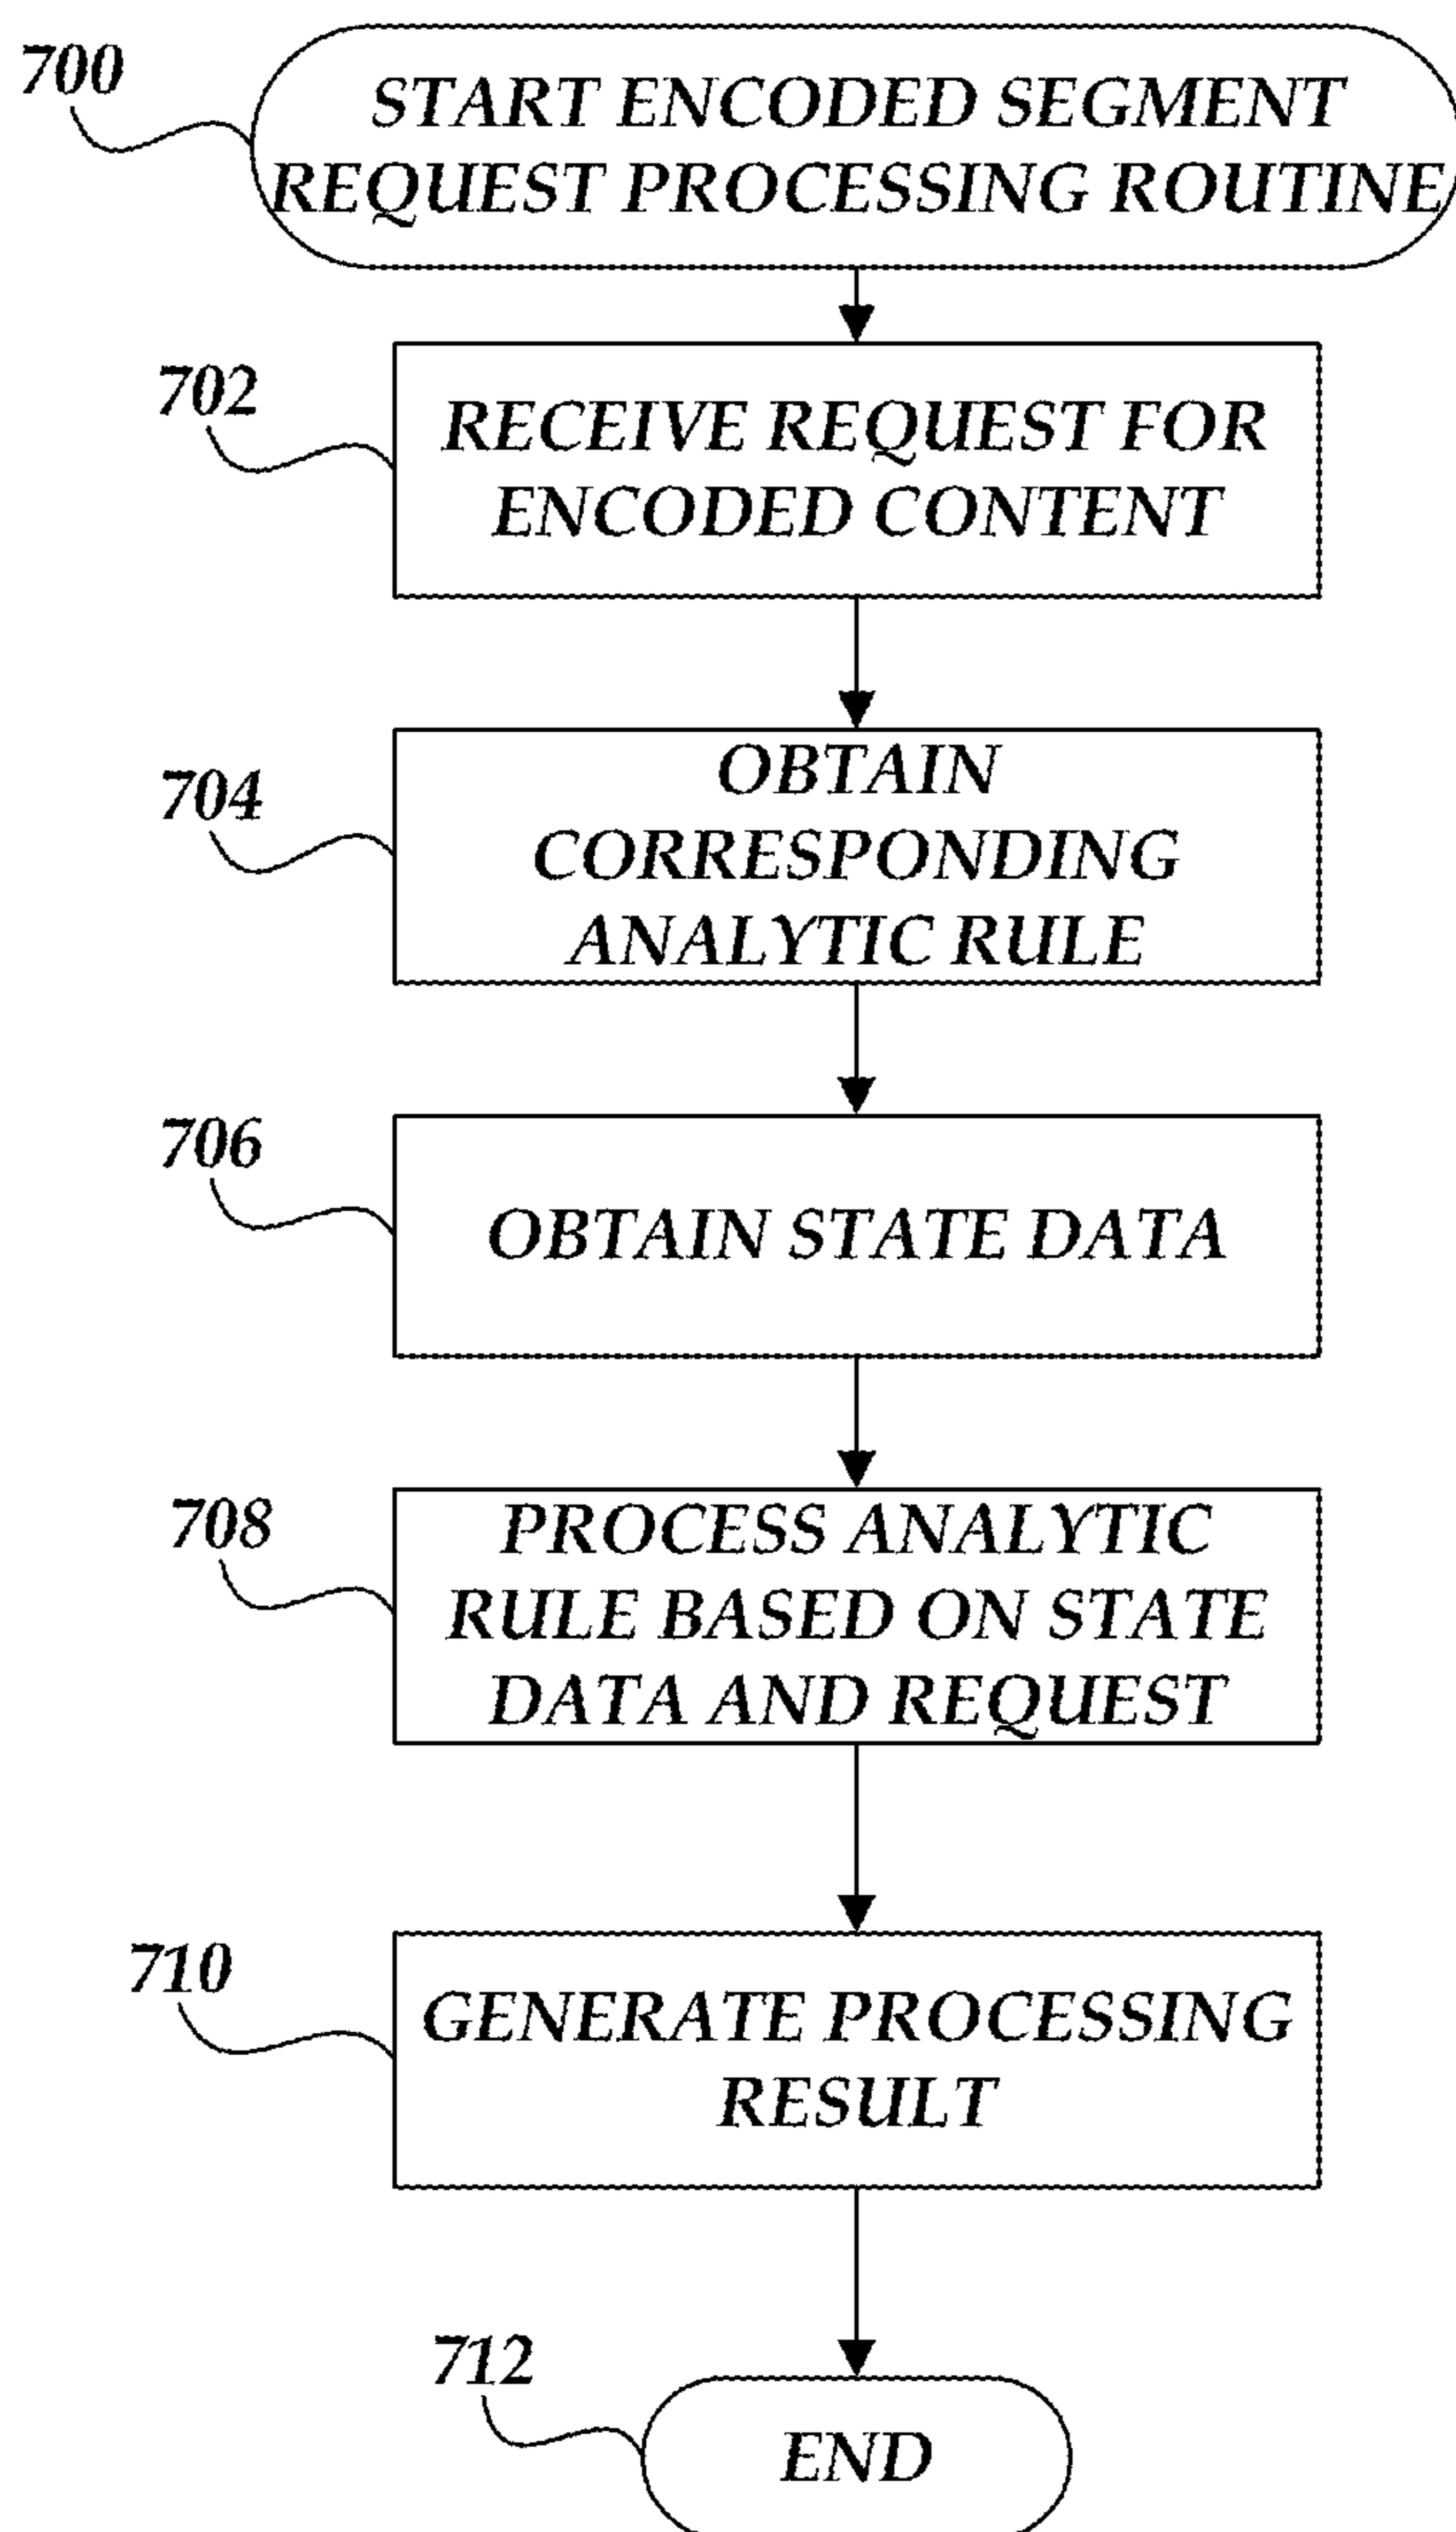 700
START ENCODED SEGMENT
REQUEST PROCESSING ROUTINE
702
RECEIVE REQUEST FOR
ENCODED CONTENT
704
OBTAIN
CORRESPONDING
ANALYTIC RULE
706
OBTAIN STATE DATA
708
PROCESS ANALYTIC
RULE BASED ON STATE
DATA AND REQUEST
710
GENERATE PROCESSING
RESULT
712
END